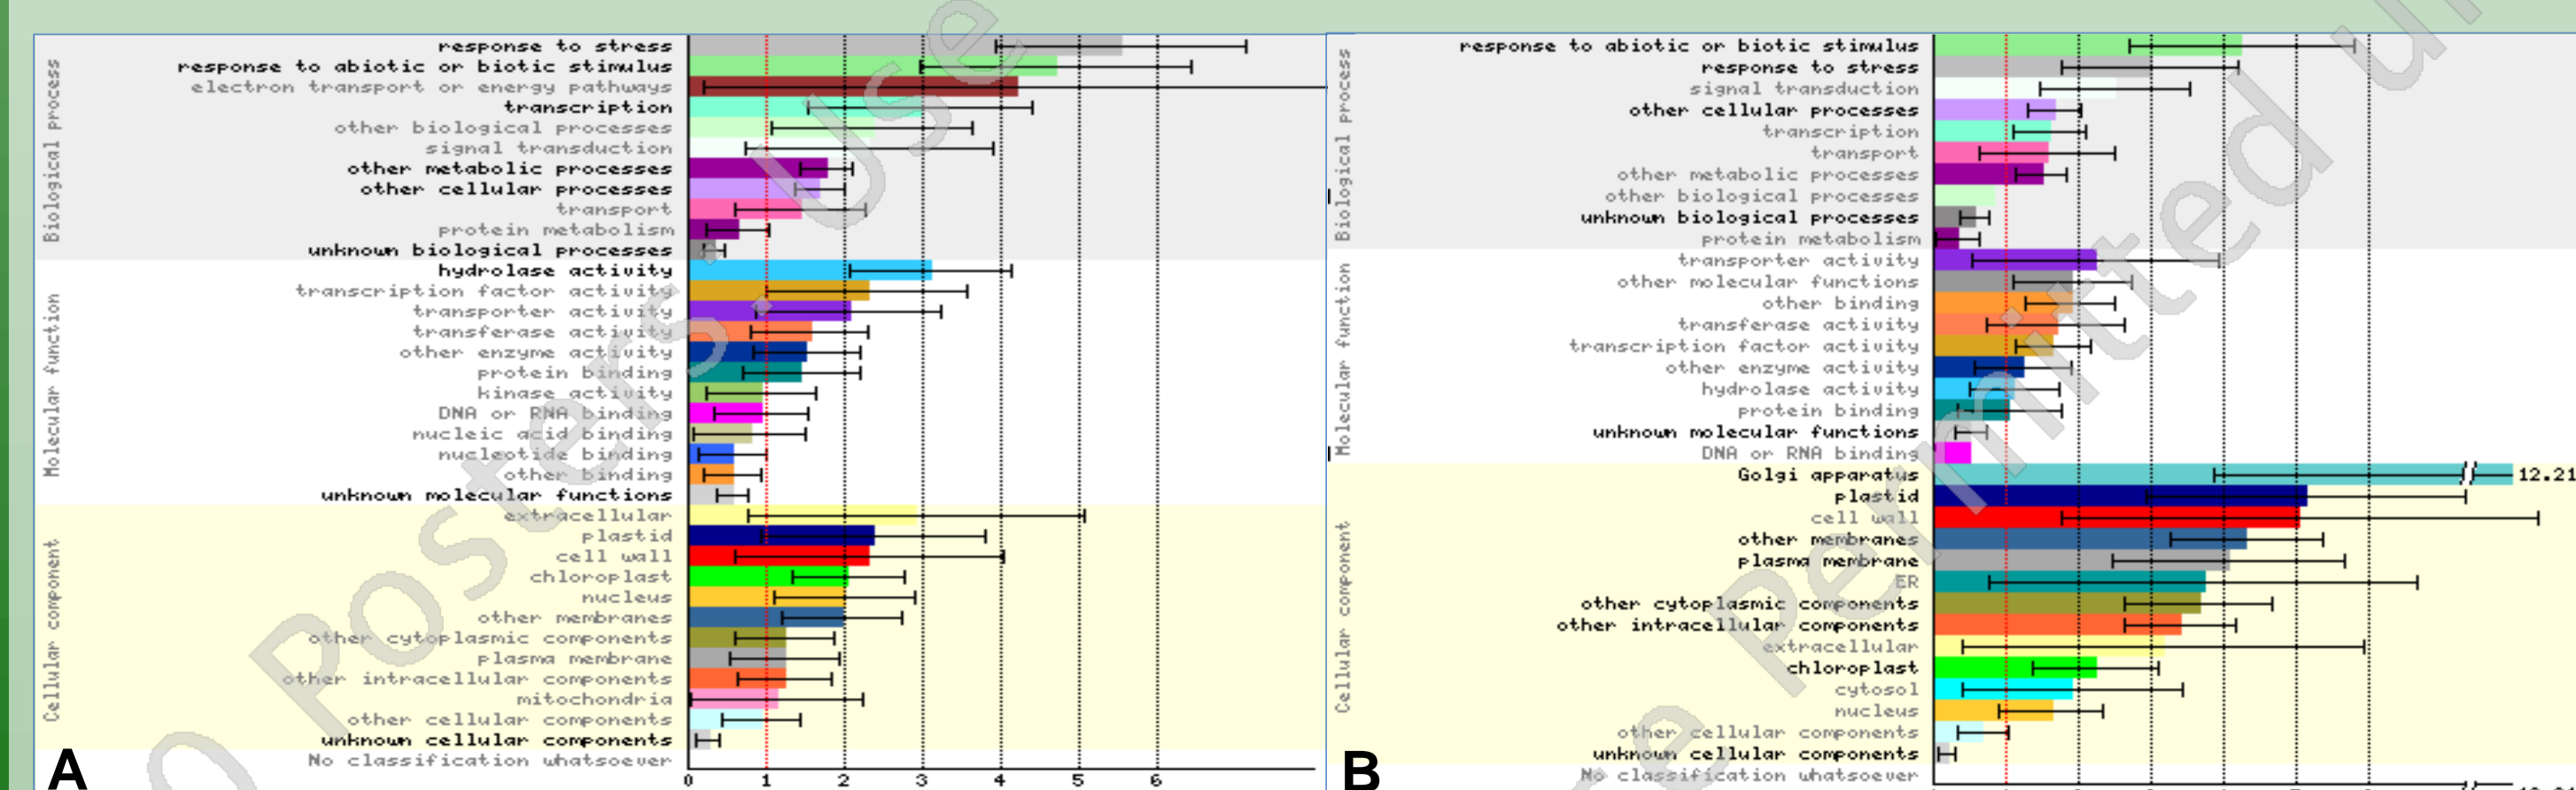 Biological process
response to stress
response to abiotic or biotic stimulus
electron transport or energy pathways
transcription
other biological processes
signal transduction
other metabolic processes
other cellular processes
transport
protein metabolism
unknown biological processes
Molecular function
hydrolase activity
transcription factor activity
transporter activity
transferase activity
other enzyme activity
protein binding
kinase activity
DNA or RNA binding
nucleic acid binding
nucleotide binding
other binding
unknown molecular functions
Cellular component
extracellular
plastid
cell wall
chloroplast
nucleus
other membranes
other cytoplasmic components
plasma membrane
other intracellular components
mitochondria
other cellular components
unknown cellular components
No classification whatsoever
0 1 2 3 4 5 6
A
Biological process
response to abiotic or biotic stimulus
response to stress
signal transduction
other cellular processes
transcription
transport
other metabolic processes
other biological processes
unknown biological processes
protein metabolism
Molecular function
transporter activity
other molecular functions
other binding
transferase activity
transcription factor activity
other enzyme activity
hydrolase activity
protein binding
unknown molecular functions
DNA or RNA binding
Cellular component
Golgi apparatus
12.21
plastid
cell wall
other membranes
plasma membrane
ER
other cytoplasmic components
other intracellular components
extracellular
chloroplast
cytosol
nucleus
other cellular components
unknown cellular components
No classification whatsoever
B
Posters.
Use
Permitted